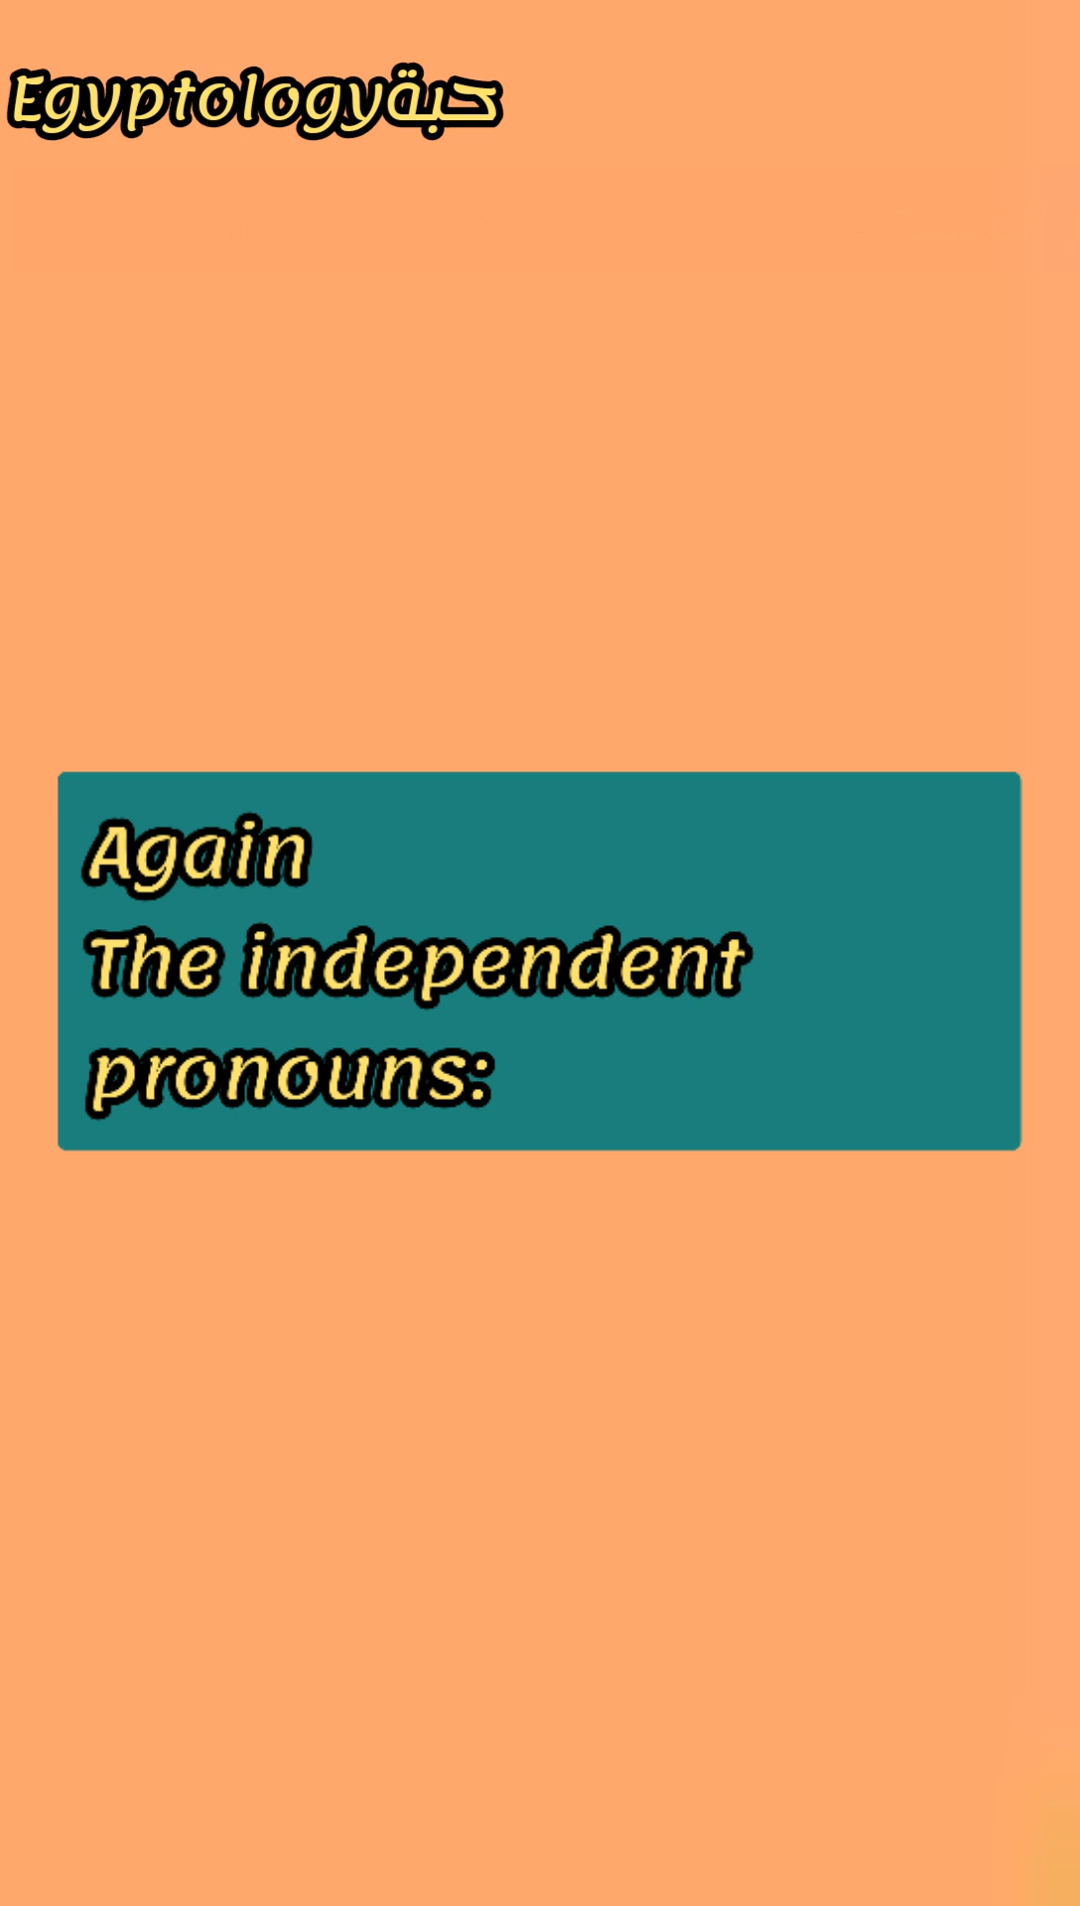 Egyptologyحبة
Again
The independent
pronouns: